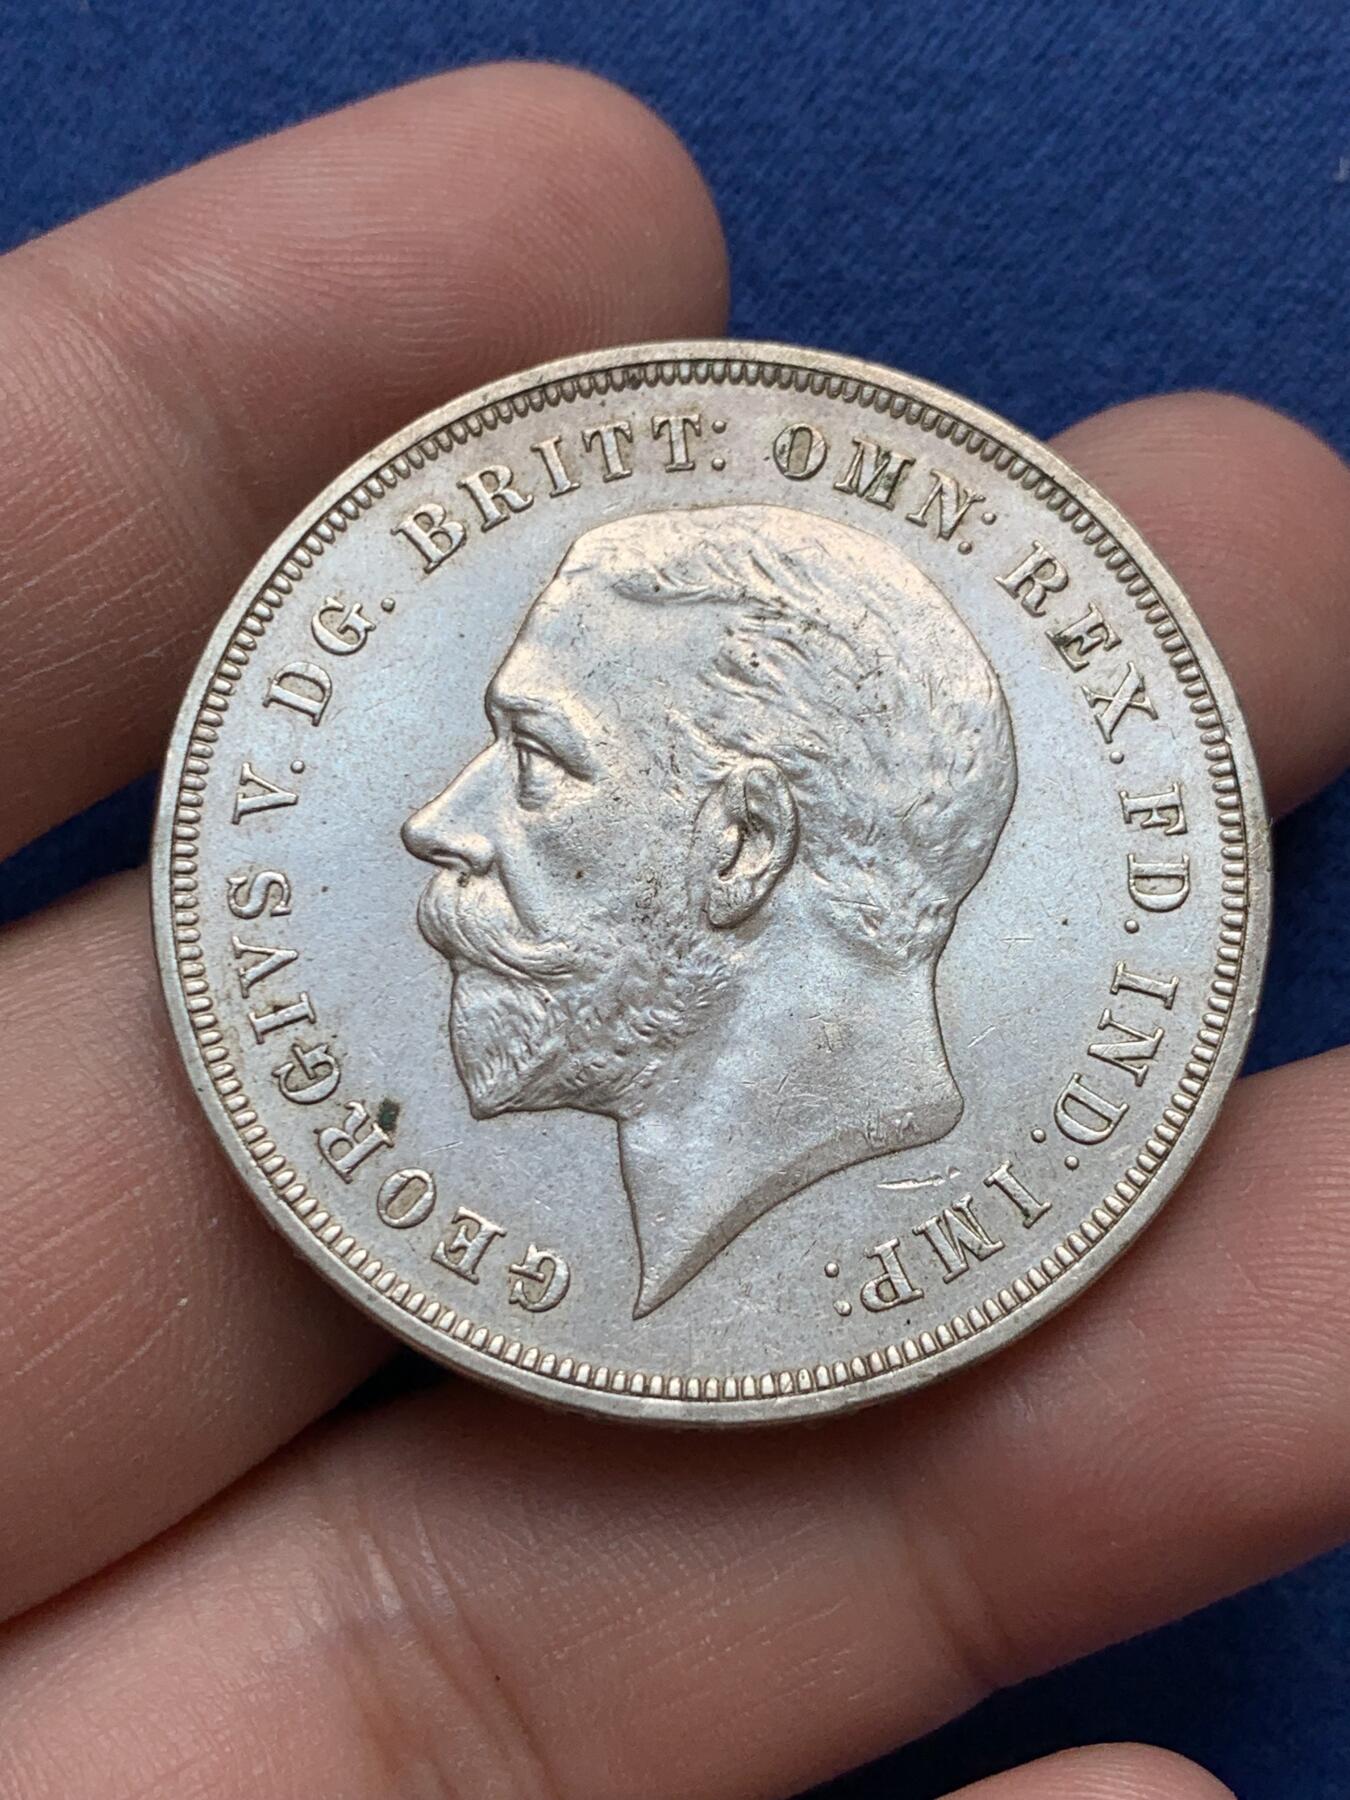 GEORGIVS V. DG. BRITT: OMN: REX. FD. IND: IMP: